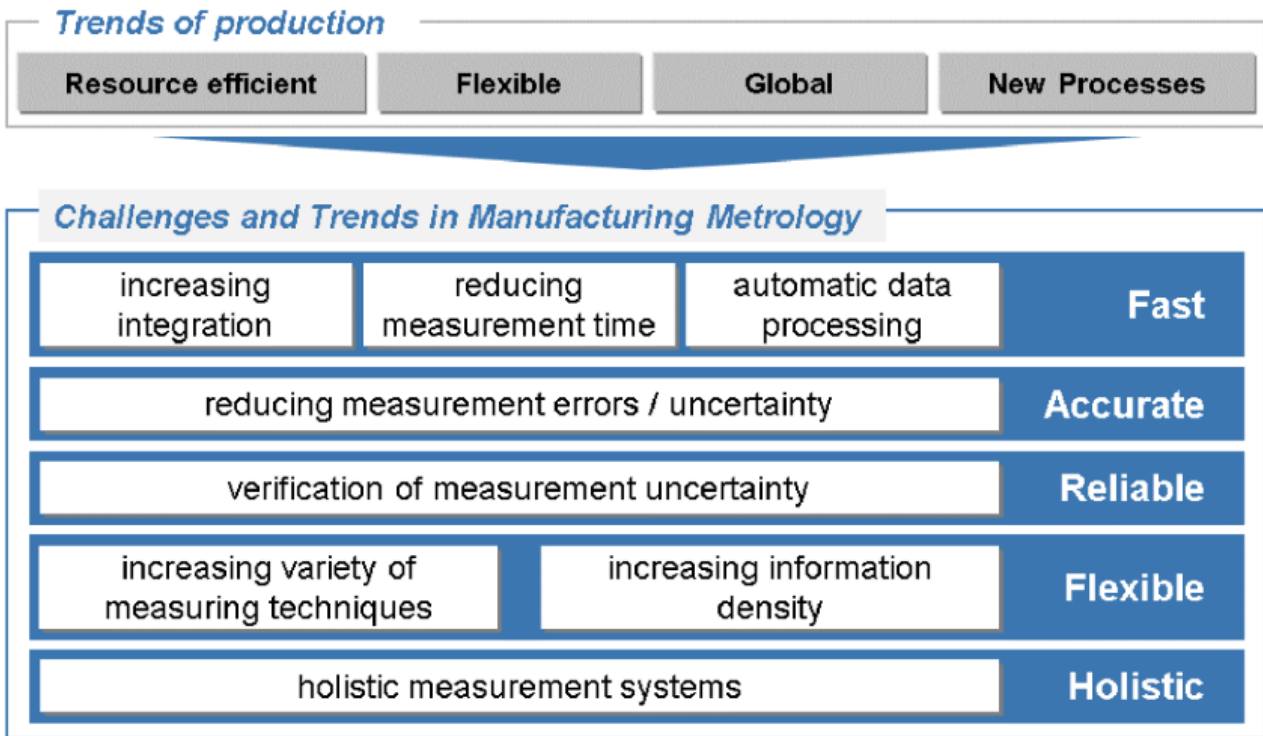 Trends of production
Resource efficient
Flexible
Global
New Processes
Challenges and Trends in Manufacturing Metrology
increasing
integration
reducing
measurement time
automatic data
processing
Fast
reducing measurement errors / uncertainty
Accurate
verification of measurement uncertainty
Reliable
increasing variety of
measuring techniques
increasing information
density
Flexible
holistic measurement systems
Holistic